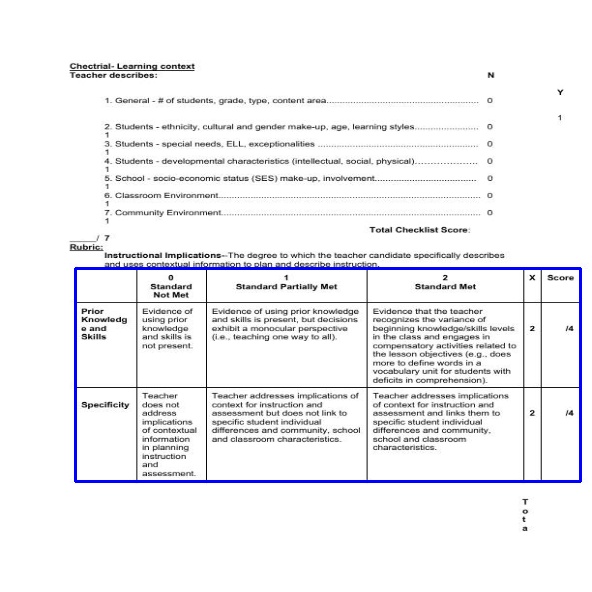 Chectrial- Learning context
Teacher describes: N
Y
1. General - # of students, grade, type, content area........................................................ 0
1
2. Students - ethnicity, cultural and gender make-up, age, learning styles....................... 0
1
3. Students - special needs, ELL, exceptionalities ............................................................ 0
1
4. Students - developmental characteristics (intellectual, social, physical)...................... 0
1
5. School - socio-economic status (SES) make-up, involvement..................................... 0
1
6. Classroom Environment................................................................................................ 0
1
7. Community Environment............................................................................................... 0
1
Total Checklist Score:
_____/ 7
Rubric:
Instructional Implications--The degree to which the teacher candidate specifically describes
and uses contextual information to plan and describe instruction.
0
Standard
Not Met
1
Standard Partially Met
2
Standard Met
X
Score
Prior
Knowledg
e and
Skills
Evidence of
using prior
knowledge
and skills is
not present.
Evidence of using prior knowledge
and skills is present, but decisions
exhibit a monocular perspective
(i.e., teaching one way to all).
Evidence that the teacher
recognizes the variance of
beginning knowledge/skills levels
in the class and engages in
compensatory activities related to
the lesson objectives (e.g., does
more to define words in a
vocabulary unit for students with
deficits in comprehension).
2
/4
Specificity
Teacher
does not
address
implications
of contextual
information
in planning
instruction
and
assessment.
Teacher addresses implications of
context for instruction and
assessment but does not link to
specific student individual
differences and community, school
and classroom characteristics.
Teacher addresses implications
of context for instruction and
assessment and links them to
specific student individual
differences and community,
school and classroom
characteristics.
2
/4
T
o
t
a